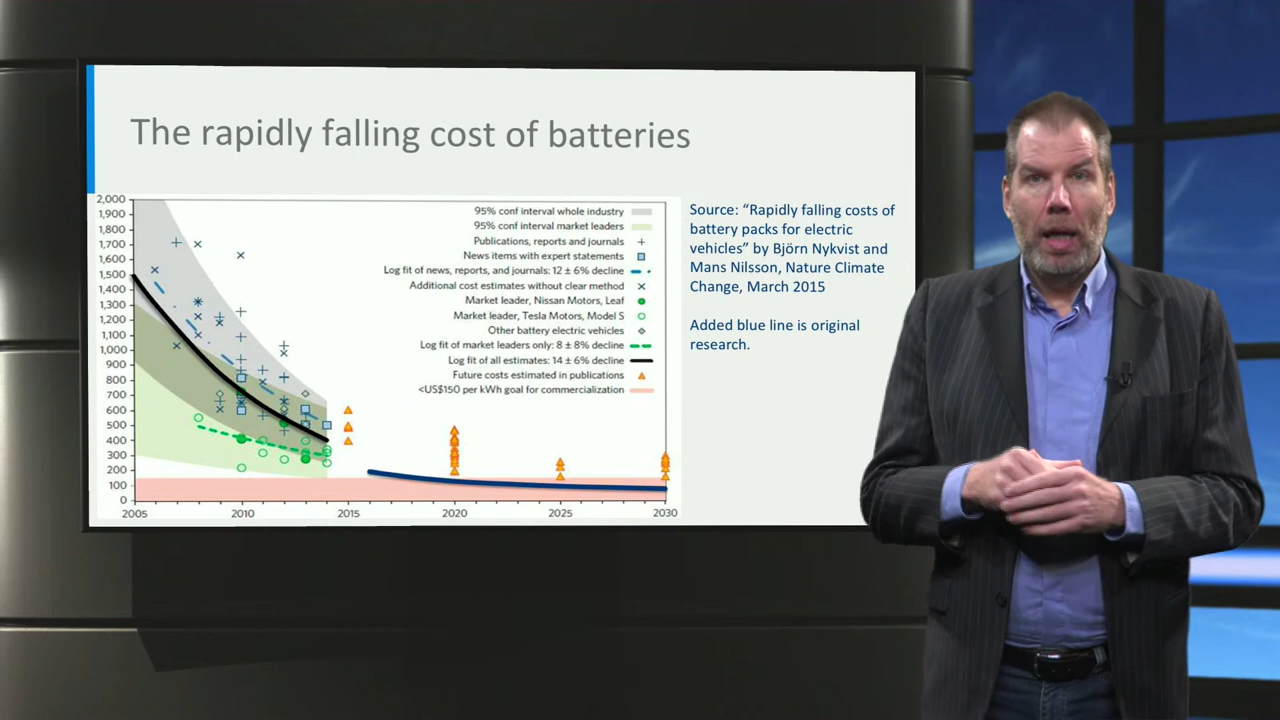 The rapidly falling cost of batteries
2,000
1,900
1,800
1,700
1,600
1,500
1,400
1,300
1,200
1,100
1,000
900
800
700
600
500
400
300
200
100
0
2005
2010
2015
2020
2025
2030
95% conf interval whole industry
95% conf interval market leaders
Publications, reports and journals
News items with expert statements
Log fit of news, reports, and journals: 12 ± 6% decline
Additional cost estimates without clear method
Market leader, Nissan Motors, Leaf
Market leader, Tesla Motors, Model S
Other battery electric vehicles
Log fit of market leaders only: 8 ± 8% decline
Log fit of all estimates: 14 ± 6% decline
Future costs estimated in publications
<US$150 per kWh goal for commercialization
Source: “Rapidly falling costs of
battery packs for electric
vehicles” by Björn Nykvist and
Mans Nilsson, Nature Climate
Change, March 2015
Added blue line is original
research.